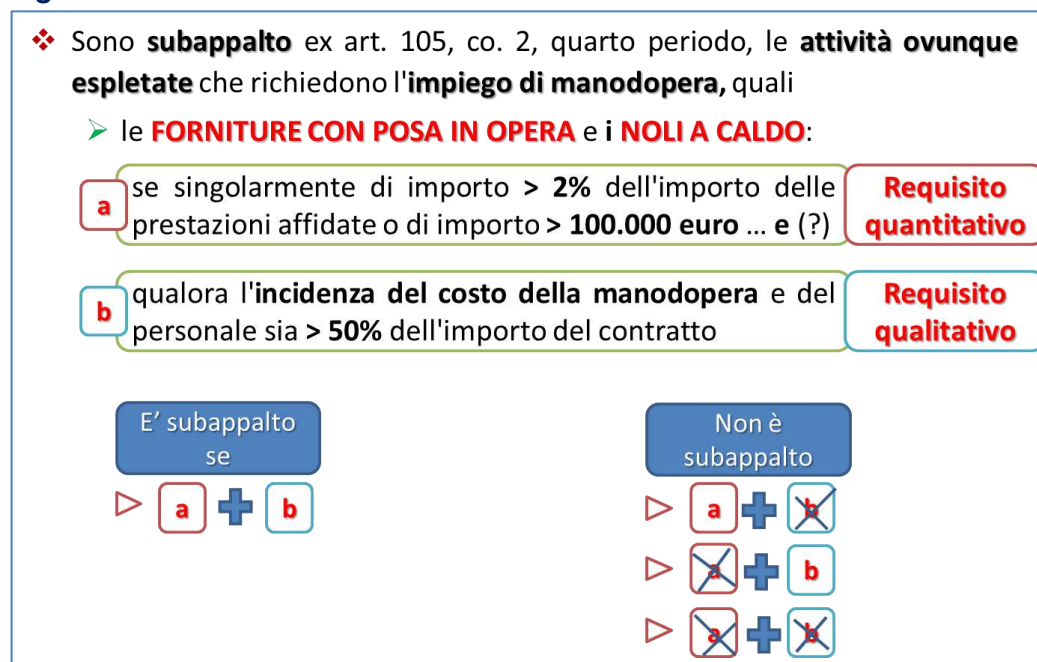 Sono subappalto ex art. 105, co. 2, quarto periodo, le attività ovunque
espletate che richiedono l'impiego di manodopera, quali
le FORNITURE CON POSA IN OPERA e i NOLI A CALDO:
a
se singolarmente di importo > 2% dell'importo delle
prestazioni affidate o di importo > 100.000 euro ... e (?)
Requisito
quantitativo
b
qualora l'incidenza del costo della manodopera e del
personale sia > 50% dell'importo del contratto
Requisito
qualitativo
E' subappalto
se
a b
Non è
subappalto
a b
a b
a b